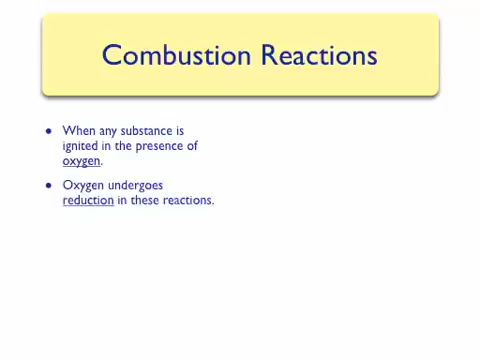 Combustion Reactions
• When any substance is
ignited in the presence of
oxygen.
• Oxygen undergoes
reduction in these reactions.